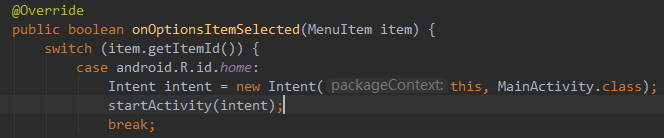 @Override
public boolean onOptionsItemSelected(MenuItem item) {
switch (item.getItemId()) {
case android.R.id.home:
Intent intent = new Intent( packageContext: this, MainActivity.class);
startActivity(intent);
break;